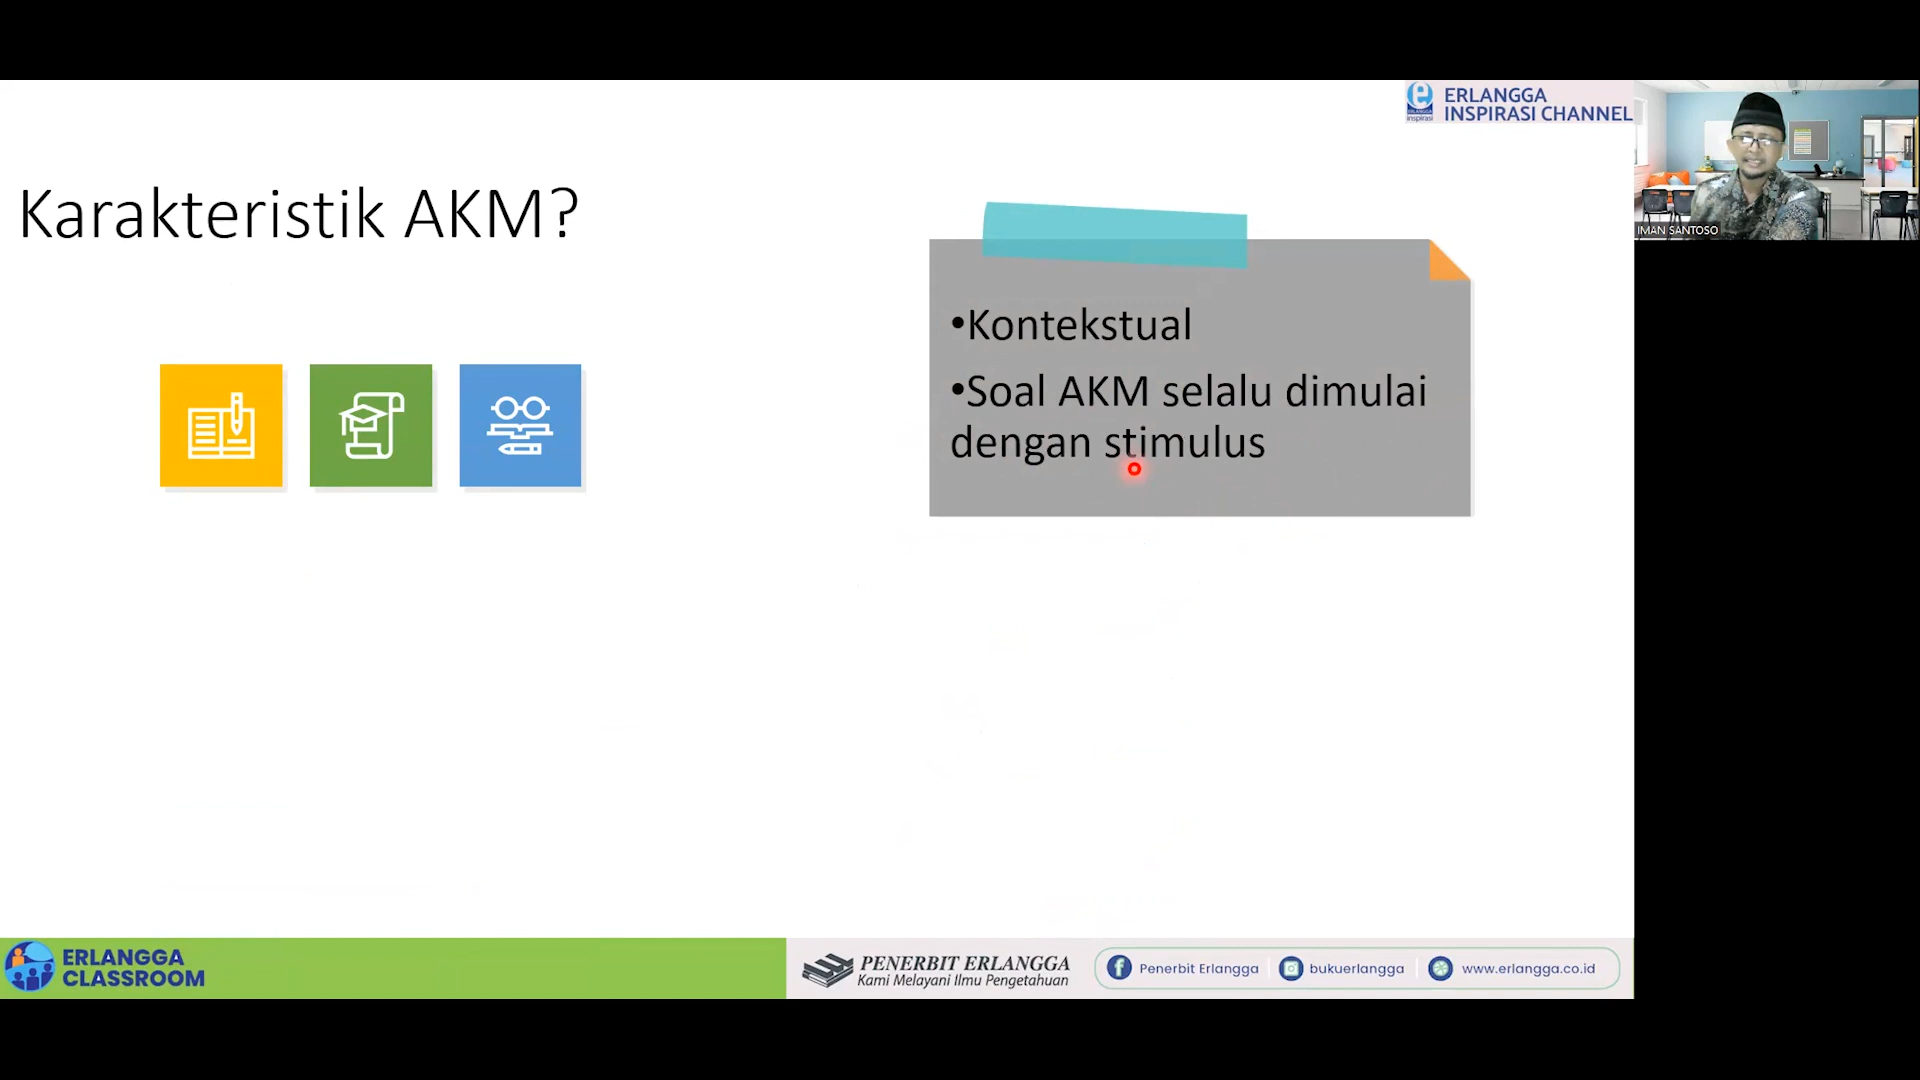 ERLANGGA
INSPIRASI CHANNEL
IMAN SANTOSO
Karakteristik AKM?
•Kontekstual
•Soal AKM selalu dimulai
dengan stimulus
ERLANGGA
CLASSROOM
PENERBIT ERLANGGA
Kami Melayani Ilmu Pengetahuan
Penerbit Erlangga
bukuerlangga
www.erlangga.co.id